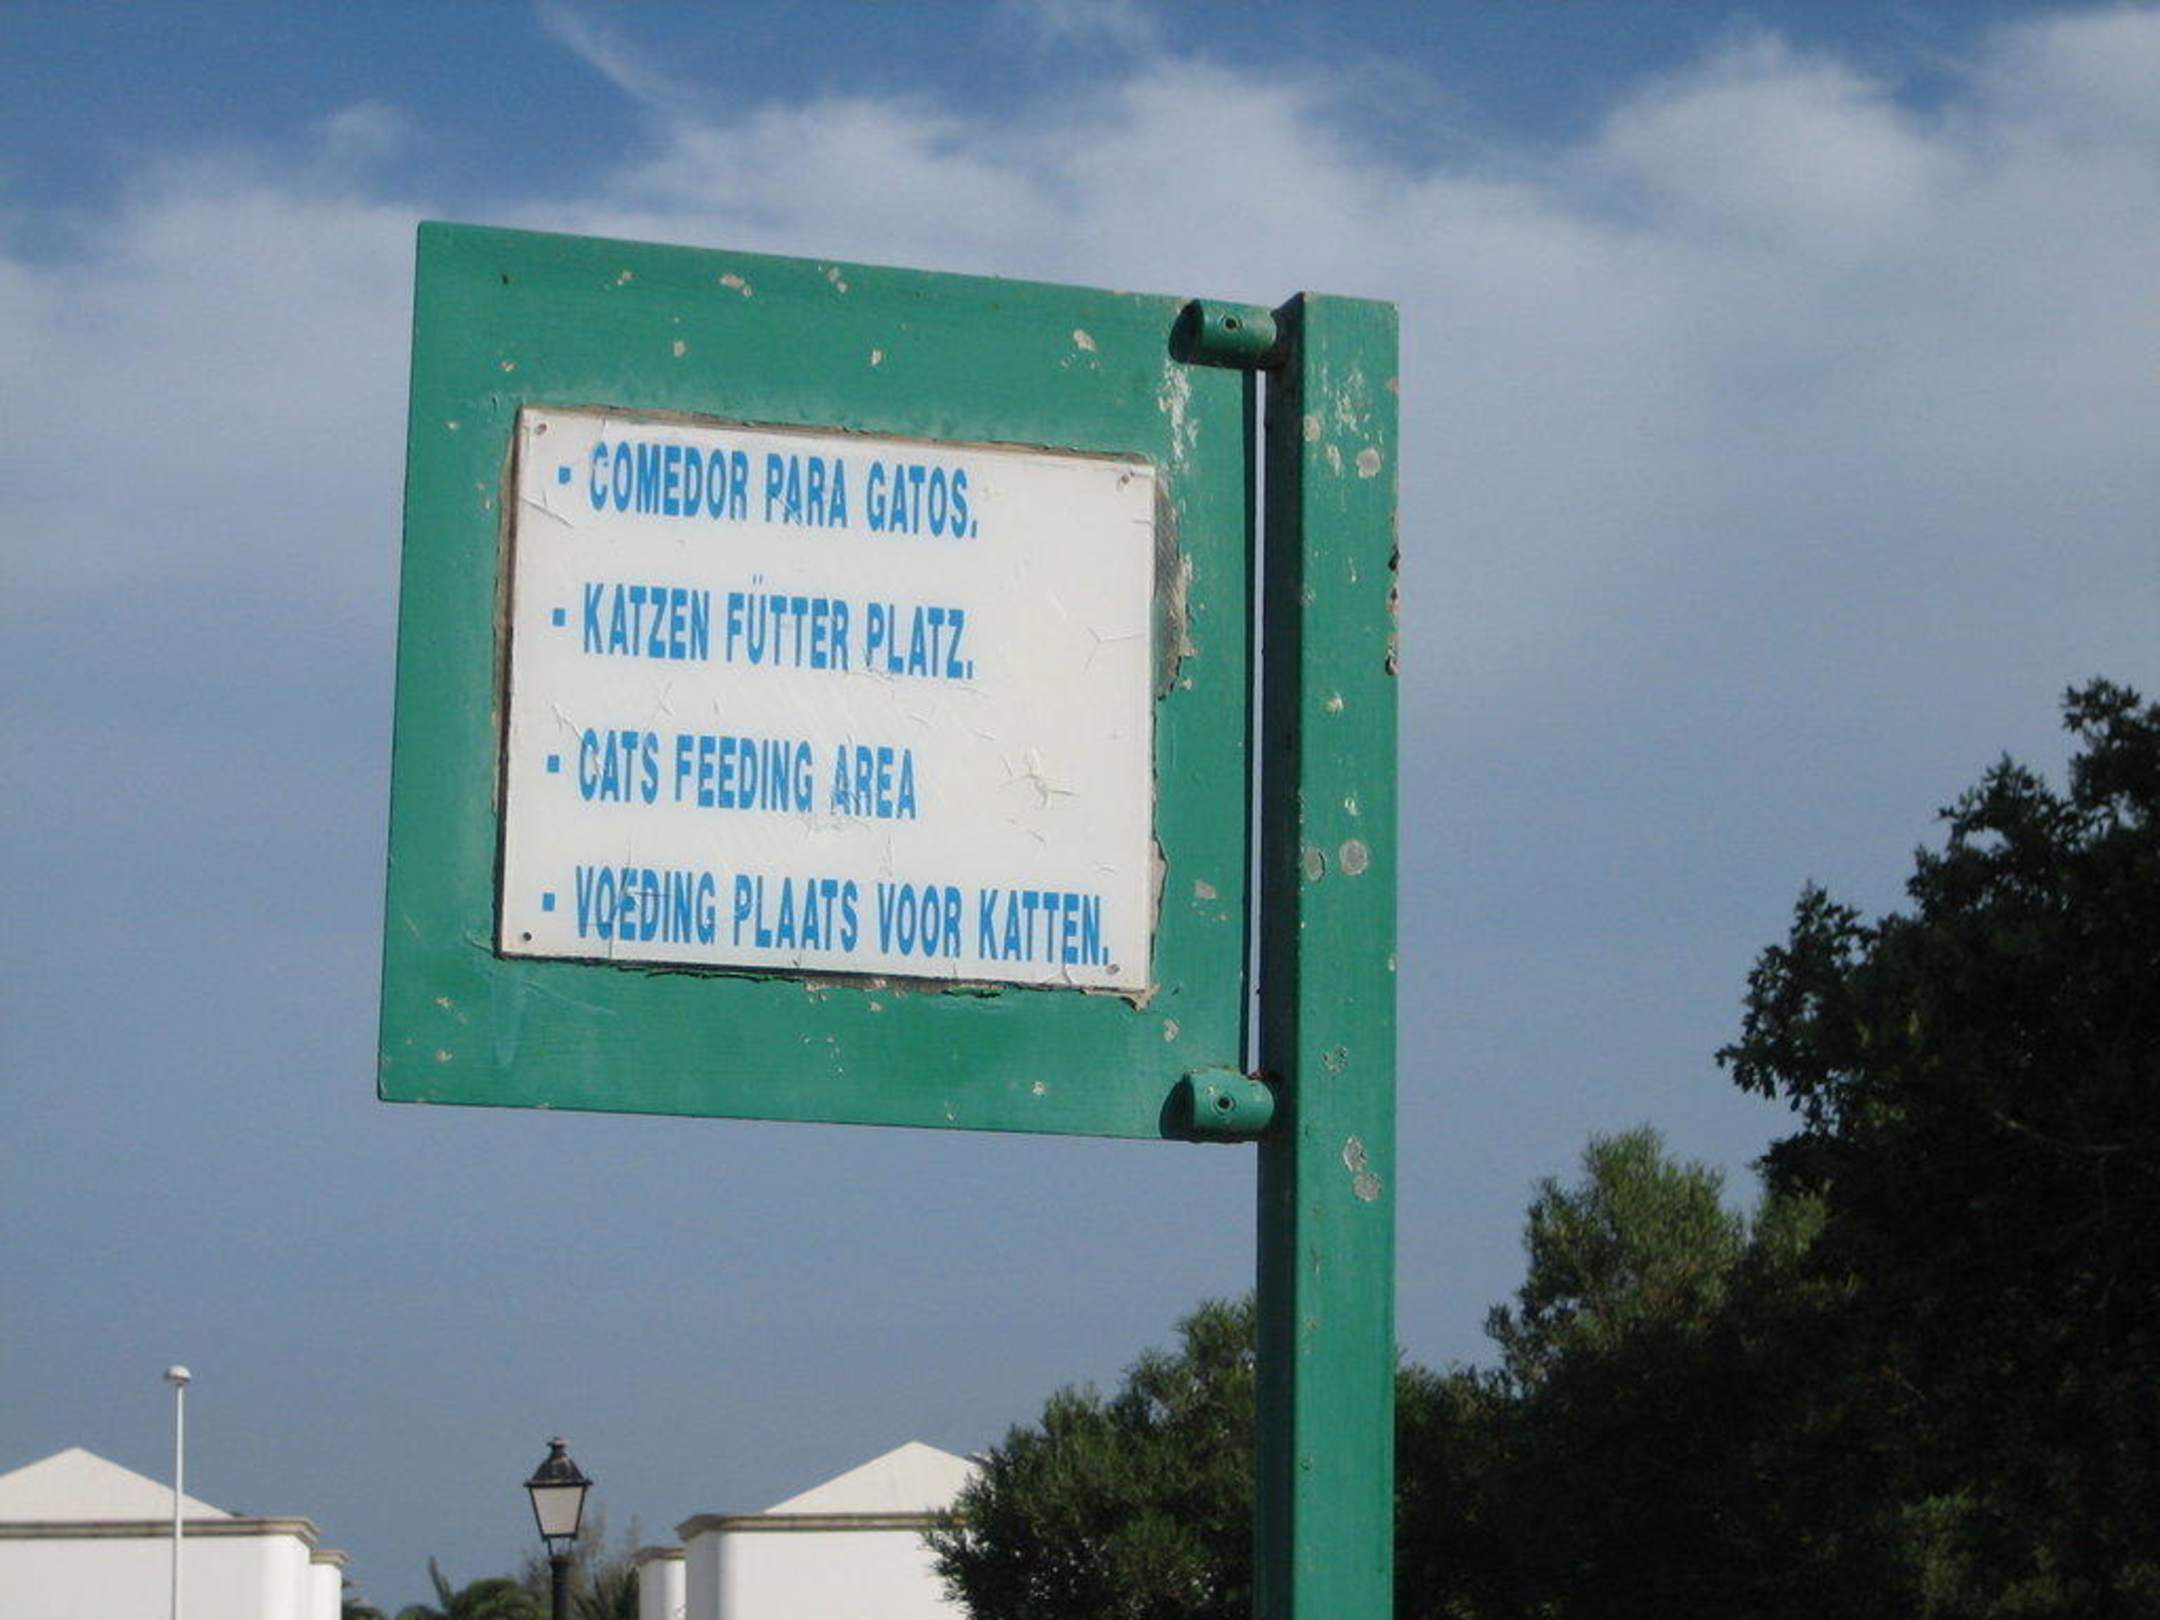 - COMEDOR PARA GATOS.
- KATZEN FÜTTER PLATZ.
- CATS FEEDING AREA
- VOEDING PLAATS VOOR KATTEN.